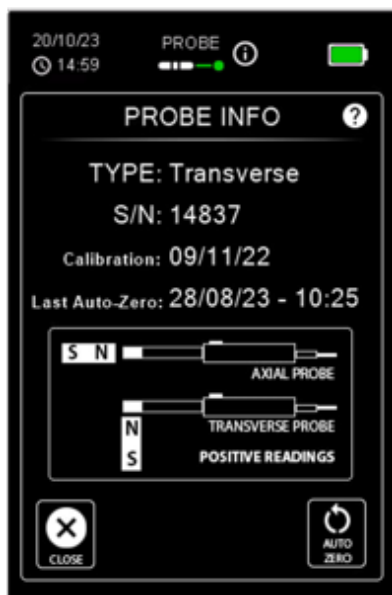 20/10/23 PROBE
14:59
PROBE INFO ?
TYPE: Transverse
S/N: 14837
Calibration: 09/11/22
Last Auto-Zero: 28/08/23 - 10:25
S N
AXIAL PROBE
N TRANSVERSE PROBE
S POSITIVE READINGS
CLOSE
AUTO
ZERO